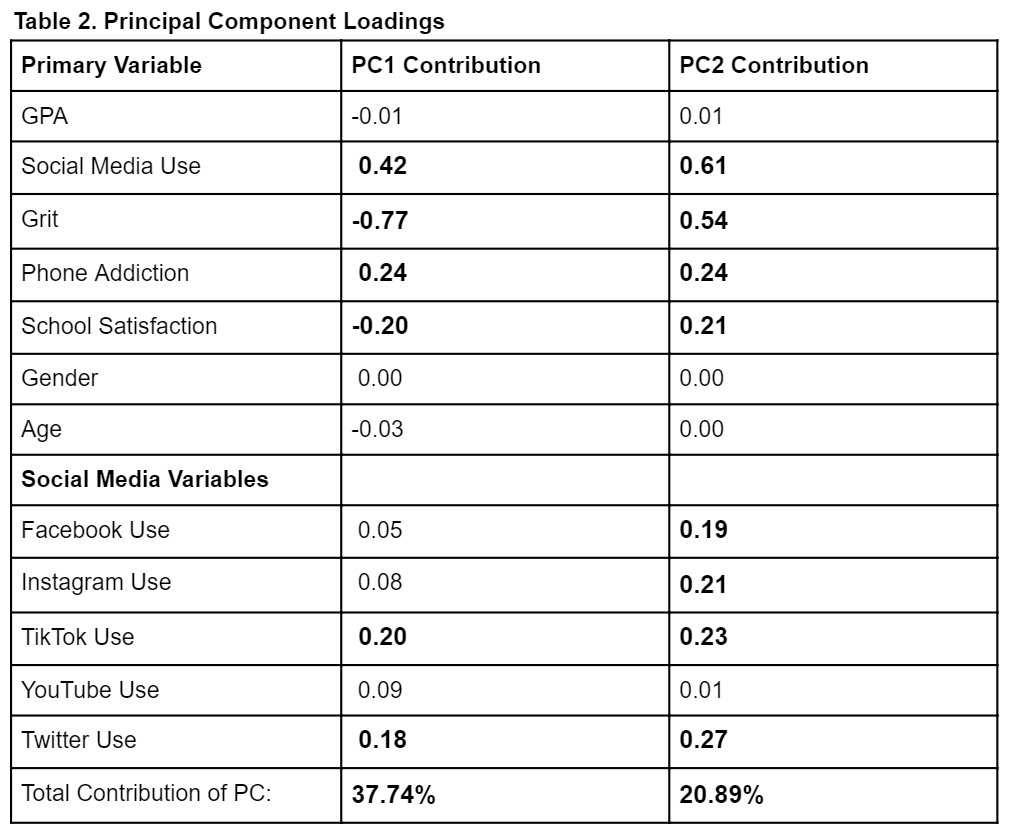 Table 2. Principal Component Loadings
Primary Variable PC1 Contribution PC2 Contribution
GPA -0.01 0.01
Social Media Use 0.42 0.61
Grit -0.77 0.54
Phone Addiction 0.24 0.24
School Satisfaction -0.20 0.21
Gender 0.00 0.00
Age -0.03 0.00
Social Media Variables
Facebook Use 0.05 0.19
Instagram Use 0.08 0.21
TikTok Use 0.20 0.23
YouTube Use 0.09 0.01
Twitter Use 0.18 0.27
Total Contribution of PC: 37.74% 20.89%